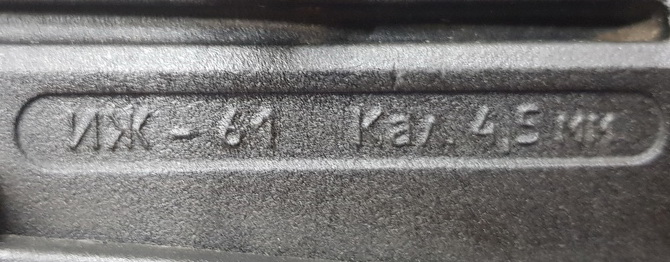 ИЖ - 61 Кал. 4,5 мм